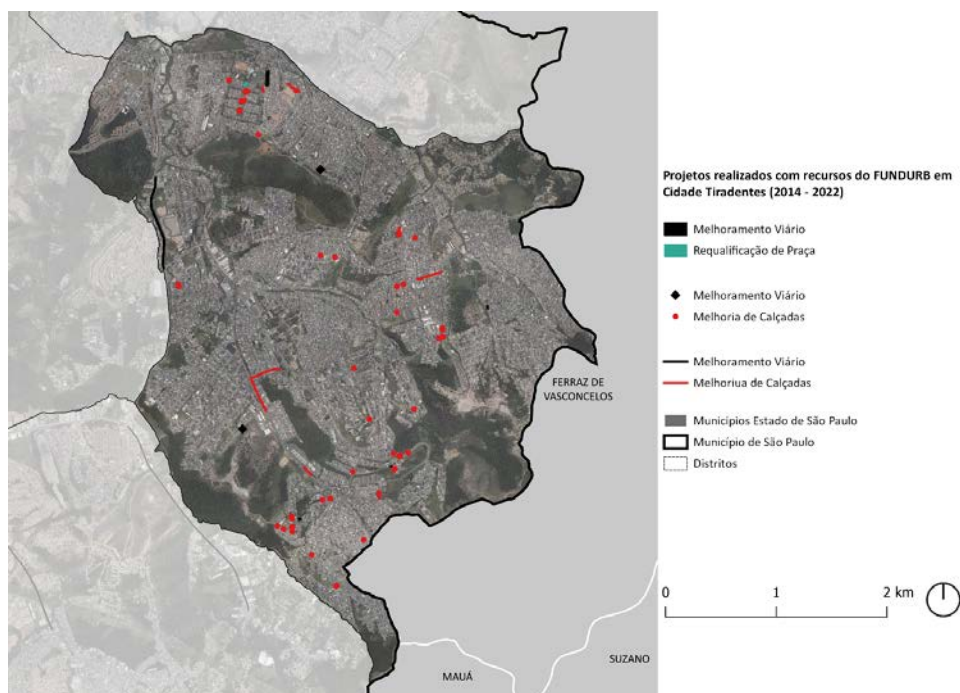 Projetos realizados com recursos do FUNDURB em
Cidade Tiradentes (2014 - 2022)
Melhoramento Viário
Requalificação de Praça
Melhoramento Viário
Melhoria de Calçadas
Melhoramento Viário
Melhoriua de Calçadas
Municípios Estado de São Paulo
Município de São Paulo
Distritos
FERRAZ DE
VASCONCELOS
0 1 2 km
SUZANO
MAUÁ